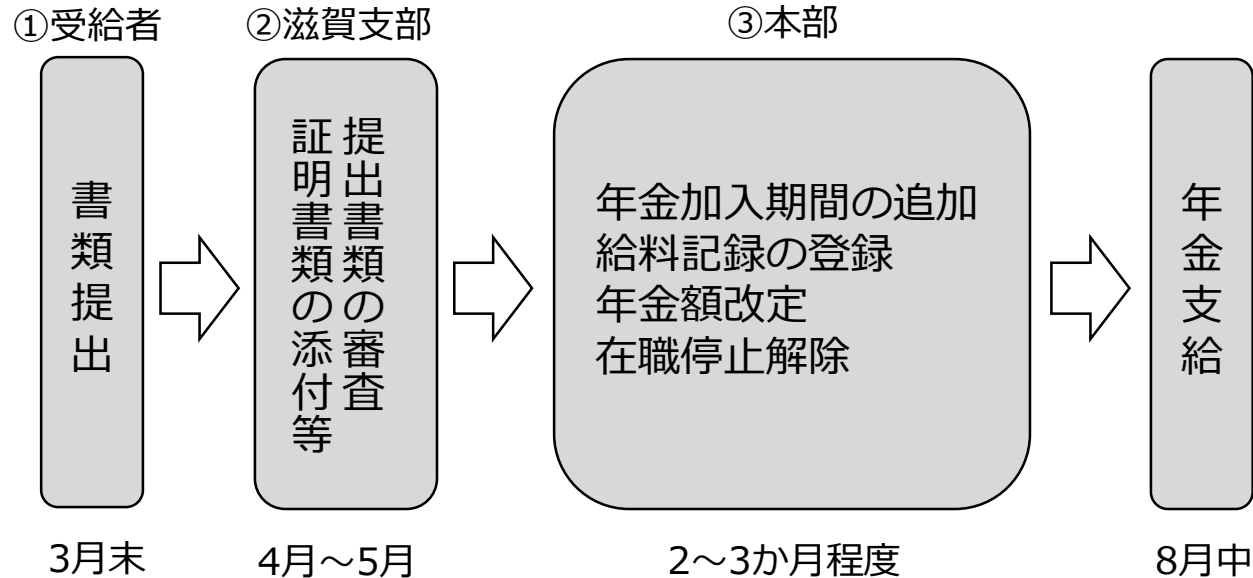 ①受給者
②滋賀支部
③本部
書類提出
提出書類の審査
証明書類の添付等
年金加入期間の追加
給料記録の登録
年金額改定
在職停止解除
年金支給
3月末
4月～5月
2～3か月程度
8月中